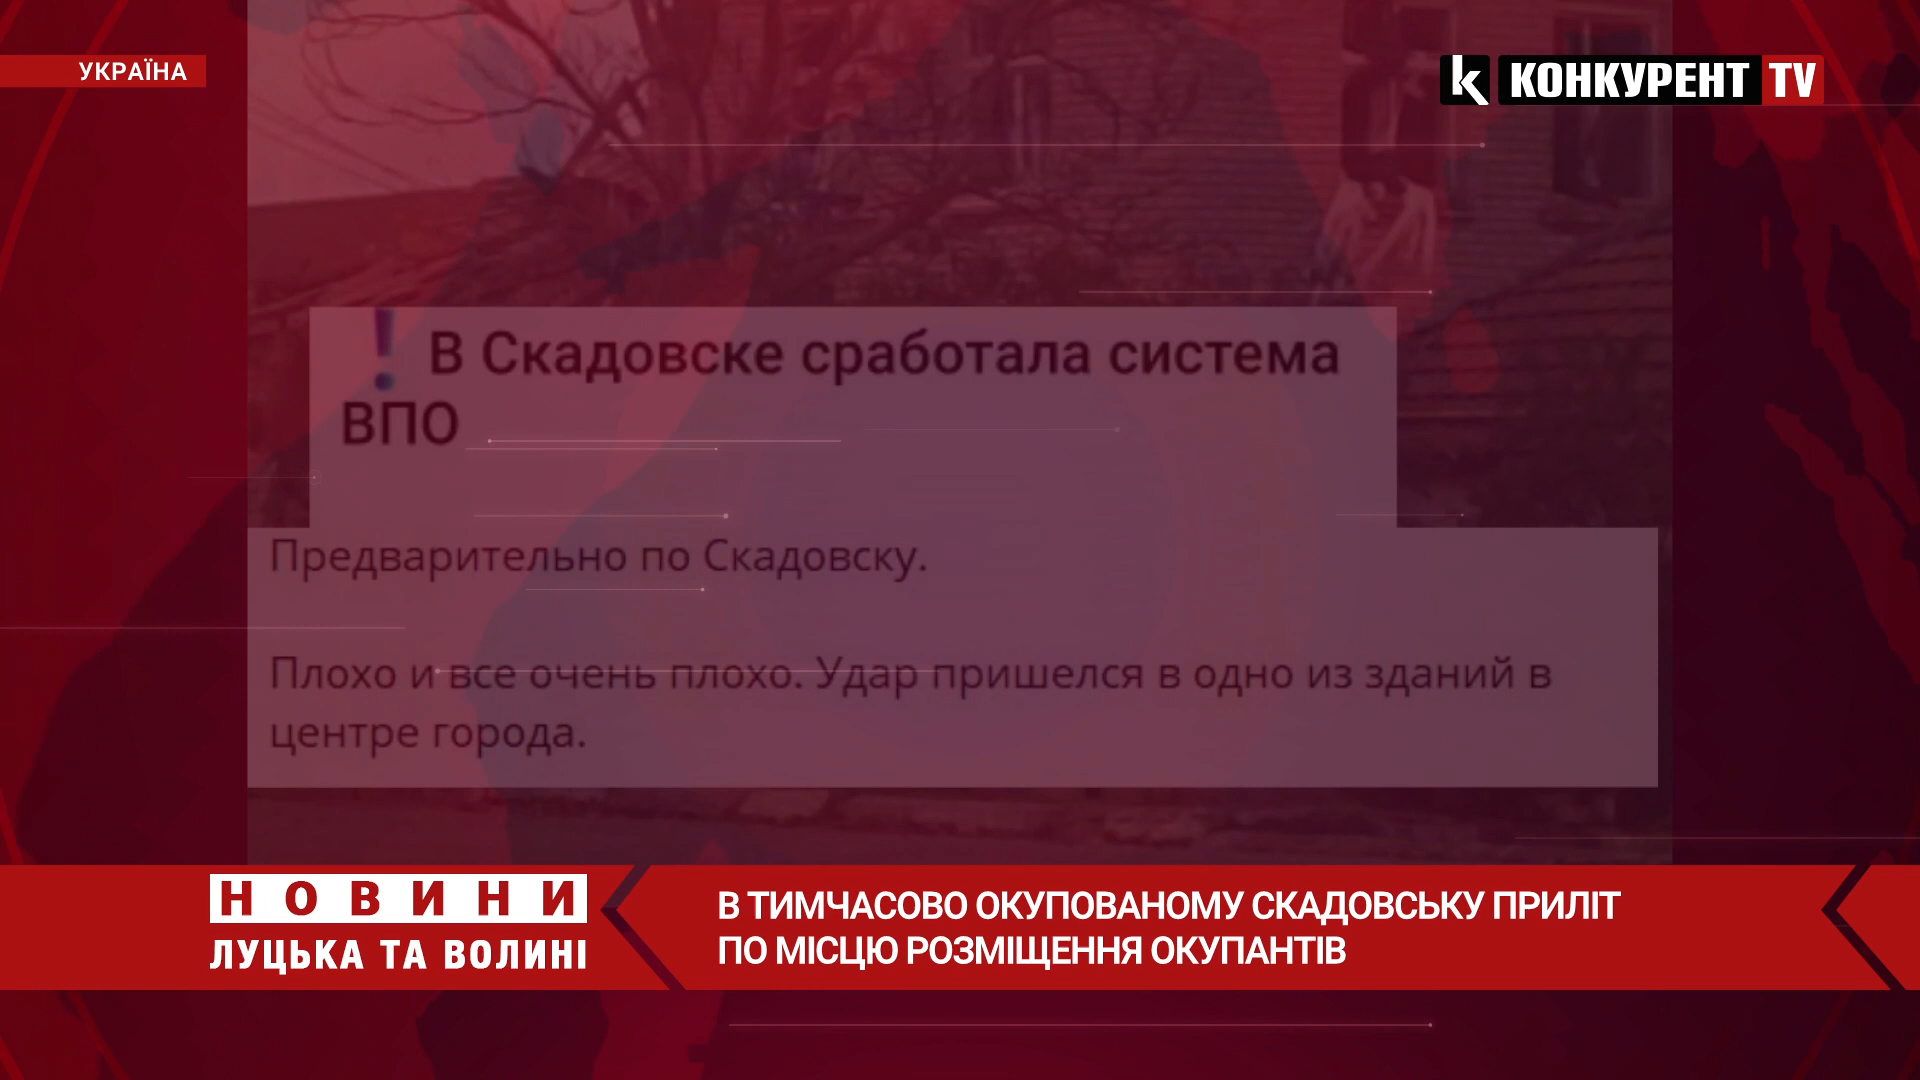 УКРАЇНА
k КОНКУРЕНТ TV
❗ В Скадовске сработала система
ВПО
Предварительно по Скадовску.
Плохо и все очень плохо. Удар пришелся в одно из зданий в
центре города.
НОВИНИ
ЛУЦЬКА ТА ВОЛИНІ
В ТИМЧАСОВО ОКУПОВАНОМУ СКАДОВСЬКУ ПРИЛІТ
ПО МІСЦЮ РОЗМІЩЕННЯ ОКУПАНТІВ